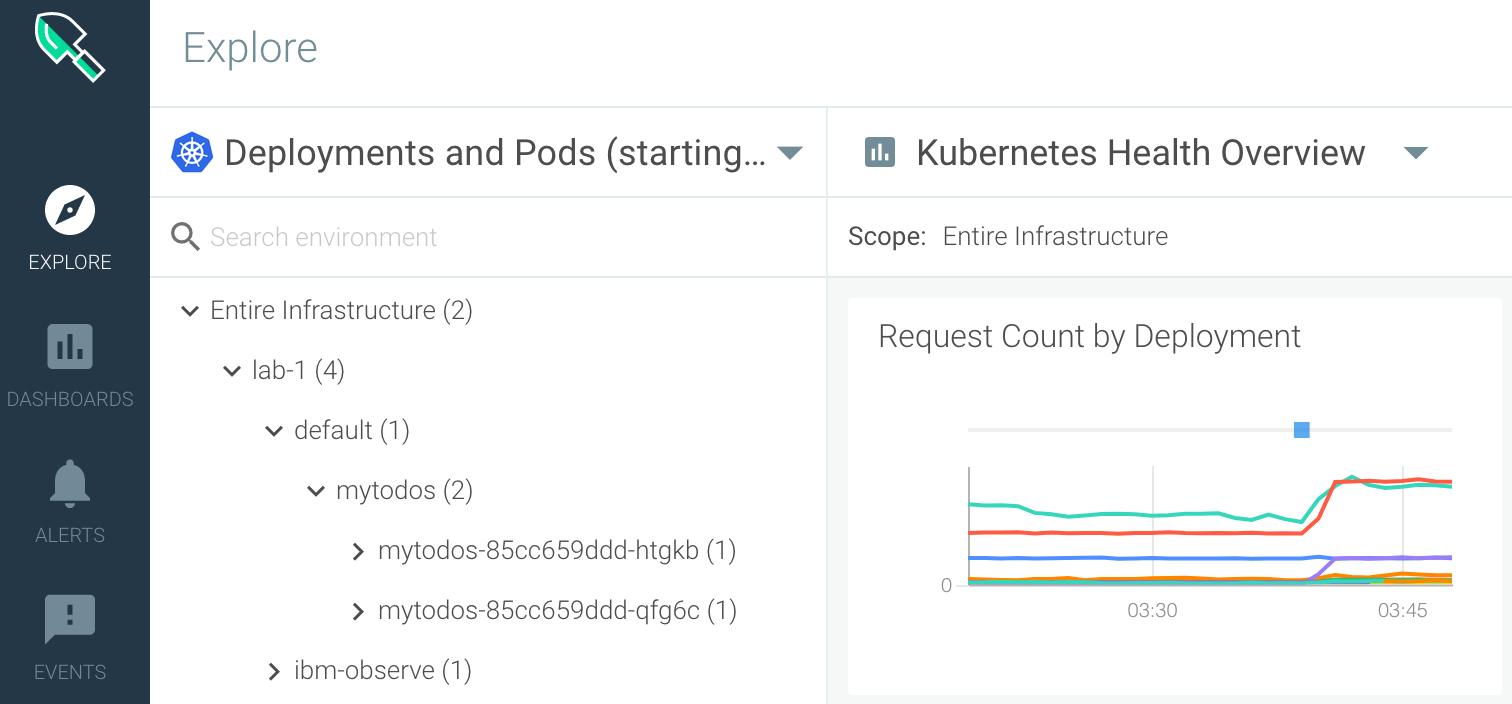 Explore
EXPLORE
DASHBOARDS
ALERTS
EVENTS
Deployments and Pods (starting...
Search environment
Entire Infrastructure (2)
lab-1 (4)
default (1)
mytodos (2)
mytodos-85cc659ddd-htgkb (1)
mytodos-85cc659ddd-qfg6c (1)
ibm-observe (1)
Kubernetes Health Overview
Scope: Entire Infrastructure
Request Count by Deployment
0
03:30
03:45